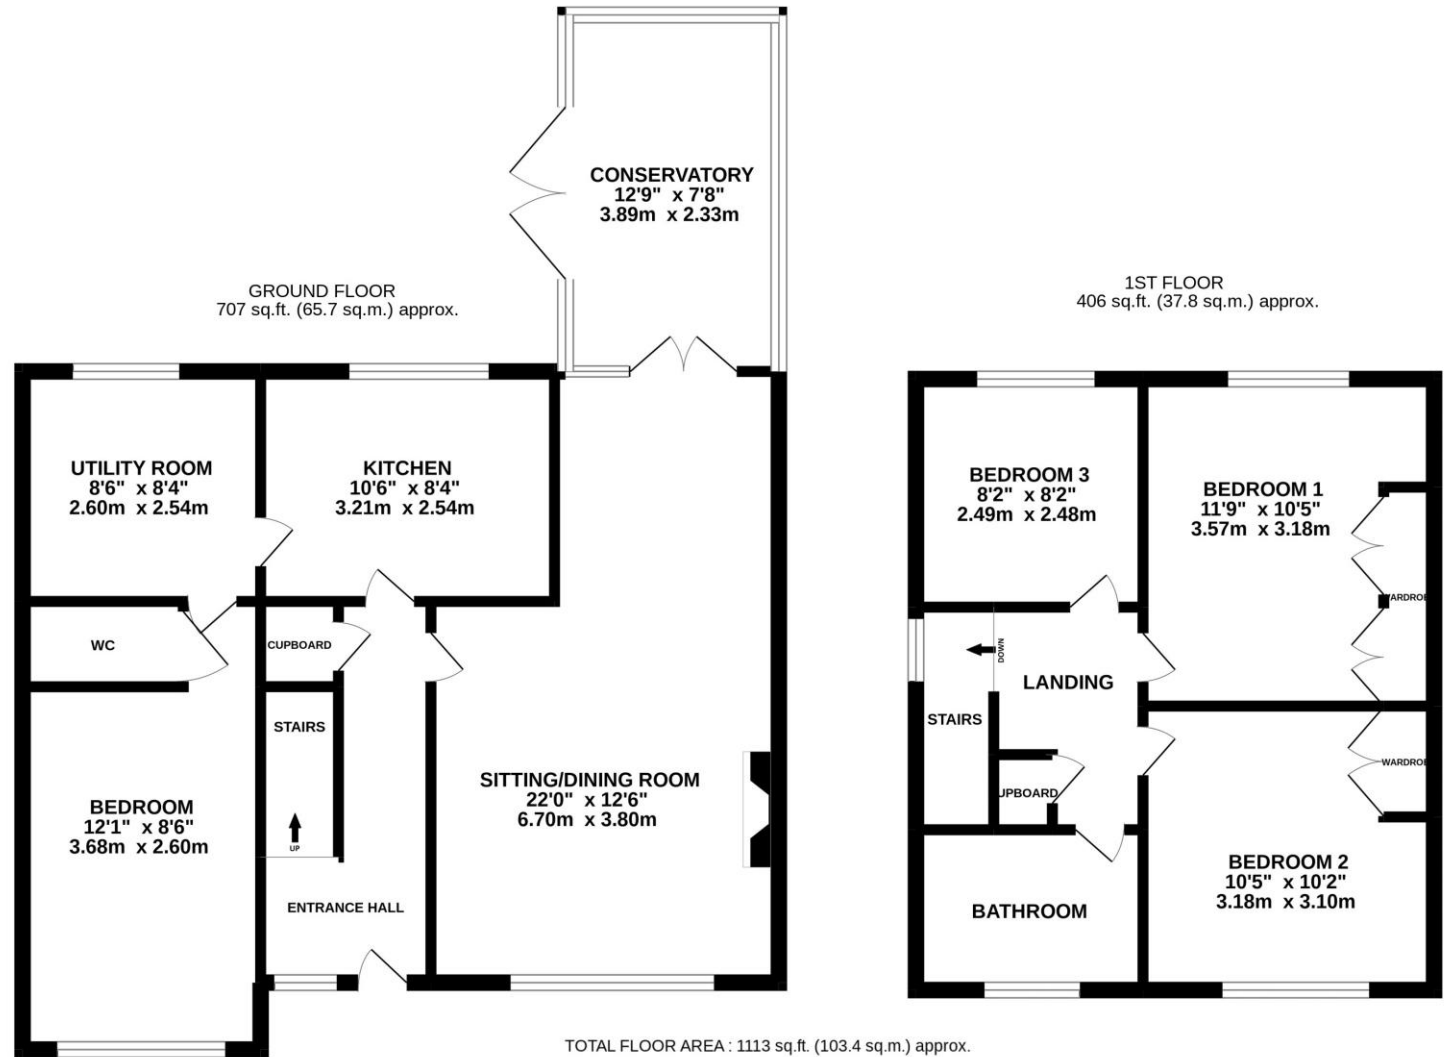 CONSERVATORY
12'9" x 7'8"
3.89m x 2.33m
GROUND FLOOR
707 sq.ft. (65.7 sq.m.) approx.
UTILITY ROOM
8'6" x 8'4"
2.60m x 2.54m
KITCHEN
10'6" x 8'4"
3.21m x 2.54m
WC
CUPBOARD
STAIRS
UP
BEDROOM
12'1" x 8'6"
3.68m x 2.60m
ENTRANCE HALL
SITTING/DINING ROOM
22'0" x 12'6"
6.70m x 3.80m
1ST FLOOR
406 sq.ft. (37.8 sq.m.) approx.
BEDROOM 3
8'2" x 8'2"
2.49m x 2.48m
BEDROOM 1
11'9" x 10'5"
3.57m x 3.18m
ARDROB
DOWN
LANDING
STAIRS
UPBOARD
WARDROB
BATHROOM
BEDROOM 2
10'5" x 10'2"
3.18m x 3.10m
TOTAL FLOOR AREA : 1113 sq.ft. (103.4 sq.m.) approx.